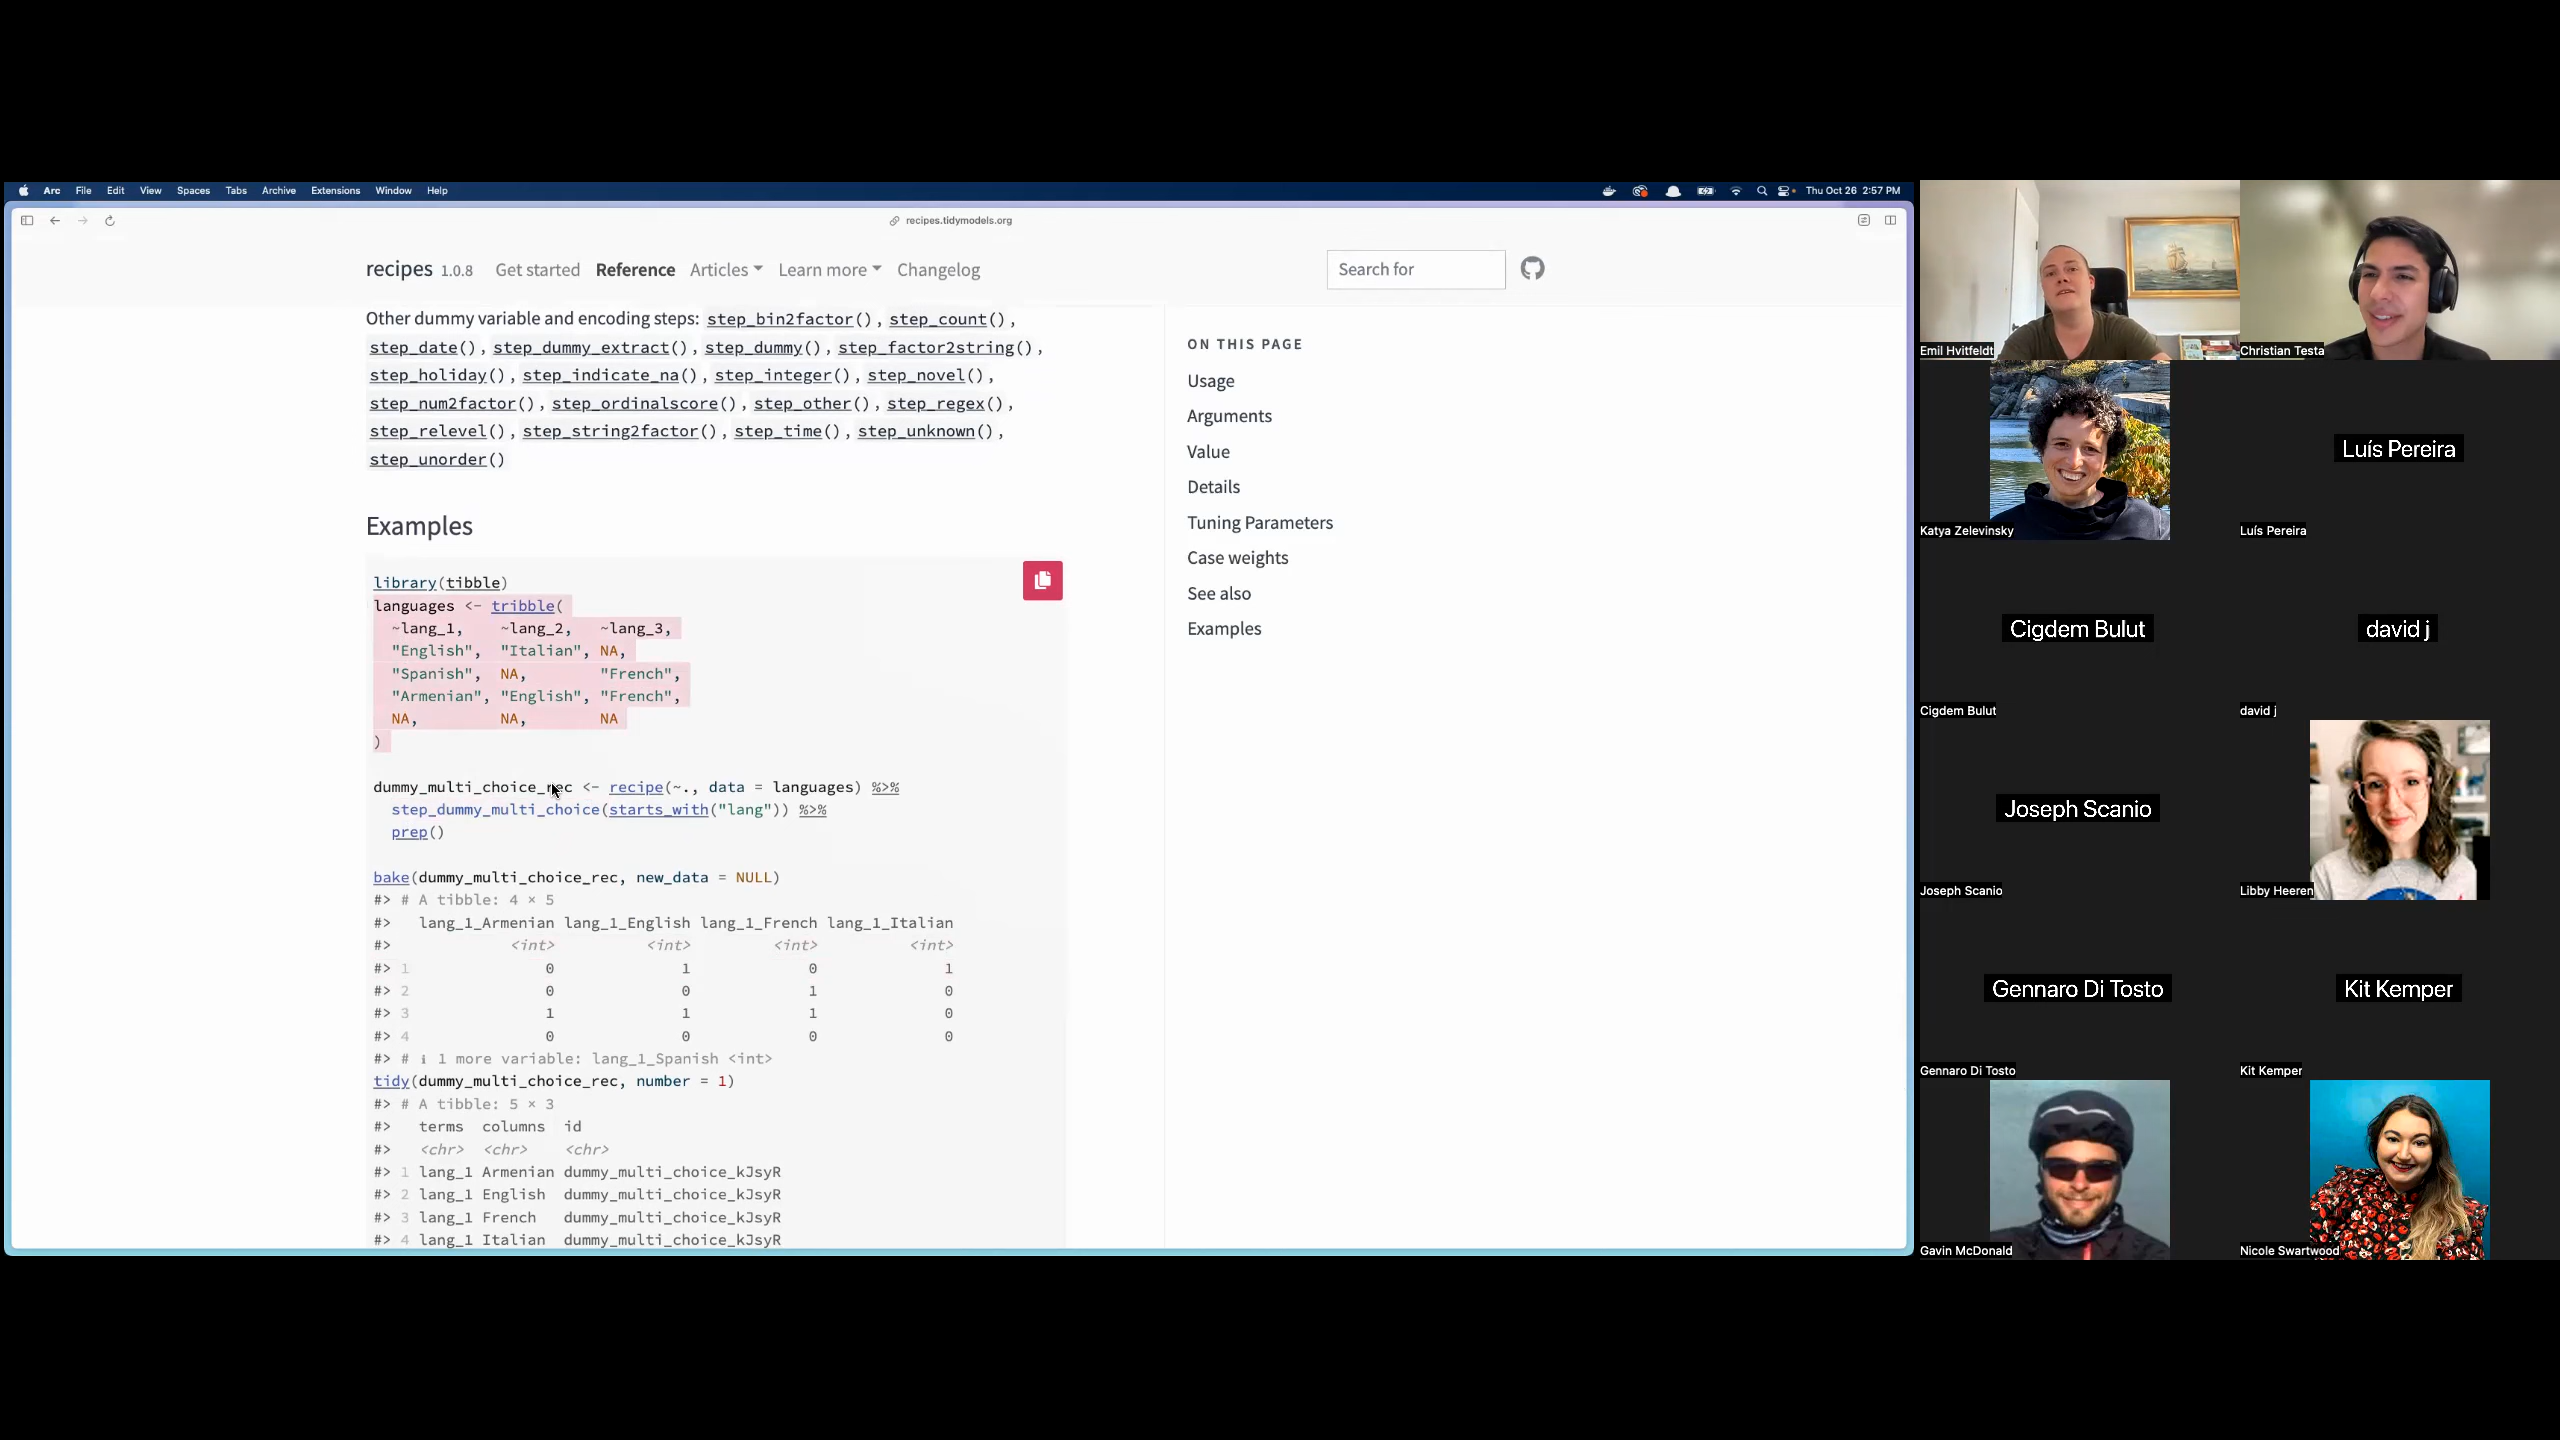 Arc File Edit View Spaces Tabs Archive Extensions Window Help Thu Oct 26 2:57 PM
recipes.tidymodels.org
recipes 1.0.8 Get started Reference Articles Learn more Changelog Search for
Other dummy variable and encoding steps: step_bin2factor(), step_count(),
step_date(), step_dummy_extract(), step_dummy(), step_factor2string(),
step_holiday(), step_indicate_na(), step_integer(), step_novel(),
step_num2factor(), step_ordinalscore(), step_other(), step_regex(),
step_relevel(), step_string2factor(), step_time(), step_unknown(),
step_unorder()
Examples
library(tibble)
languages <- tribble(
~lang_1, ~lang_2, ~lang_3,
"English", "Italian", NA,
"Spanish", NA, "French",
"Armenian", "English", "French",
NA, NA, NA
)
dummy_multi_choice_rec <- recipe(~., data = languages) %>%
step_dummy_multi_choice(starts_with("lang")) %>%
prep()
bake(dummy_multi_choice_rec, new_data = NULL)
#> # A tibble: 4 × 5
#> lang_1_Armenian lang_1_English lang_1_French lang_1_Italian
#> <int> <int> <int> <int>
#> 1 0 1 0 1
#> 2 0 0 1 0
#> 3 1 1 1 0
#> 4 0 0 0 0
#> # ℹ 1 more variable: lang_1_Spanish <int>
tidy(dummy_multi_choice_rec, number = 1)
#> # A tibble: 5 × 3
#> terms columns id
#> <chr> <chr> <chr>
#> 1 lang_1 Armenian dummy_multi_choice_kJsyR
#> 2 lang_1 English dummy_multi_choice_kJsyR
#> 3 lang_1 French dummy_multi_choice_kJsyR
#> 4 lang_1 Italian dummy_multi_choice_kJsyR
ON THIS PAGE
Usage
Arguments
Value
Details
Tuning Parameters
Case weights
See also
Examples
Emil Hvitfeldt
Christian Testa
Katya Zelevinsky
Luís Pereira
Luís Pereira
Cigdem Bulut
Cigdem Bulut
david j
david j
Joseph Scanio
Joseph Scanio
Libby Heeren
Gennaro Di Tosto
Gennaro Di Tosto
Kit Kemper
Kit Kemper
Gavin McDonald
Nicole Swartwood